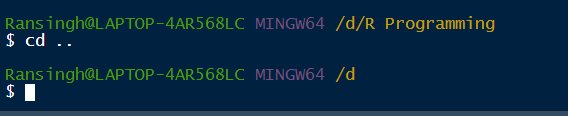 Ransingh@LAPTOP-4AR568LC MINGW64 /d/R Programming
$ cd ..
Ransingh@LAPTOP-4AR568LC MINGW64 /d
$